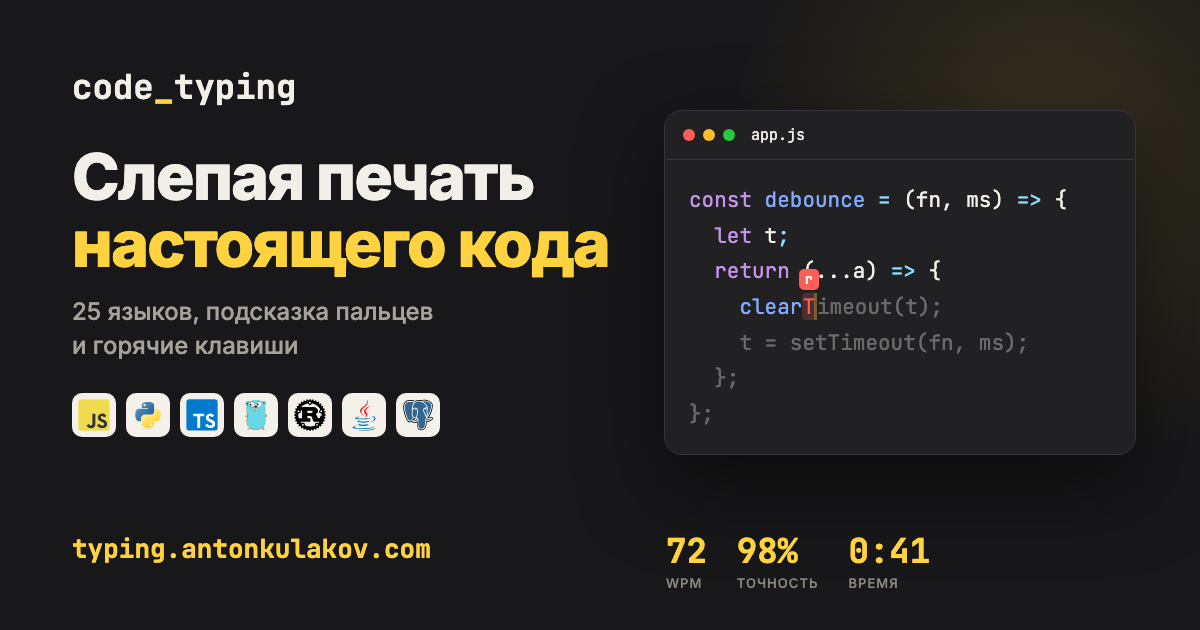 code_typing
Слепая печать
настоящего кода
25 языков, подсказка пальцев
и горячие клавиши
JS
TS
R
typing.antonkulakov.com
app.js
const debounce = (fn, ms) => {
let t;
return (...a) => {
r
clearTimeout(t);
t = setTimeout(fn, ms);
};
};
72 98% 0:41
WPM ТОЧНОСТЬ ВРЕМЯ